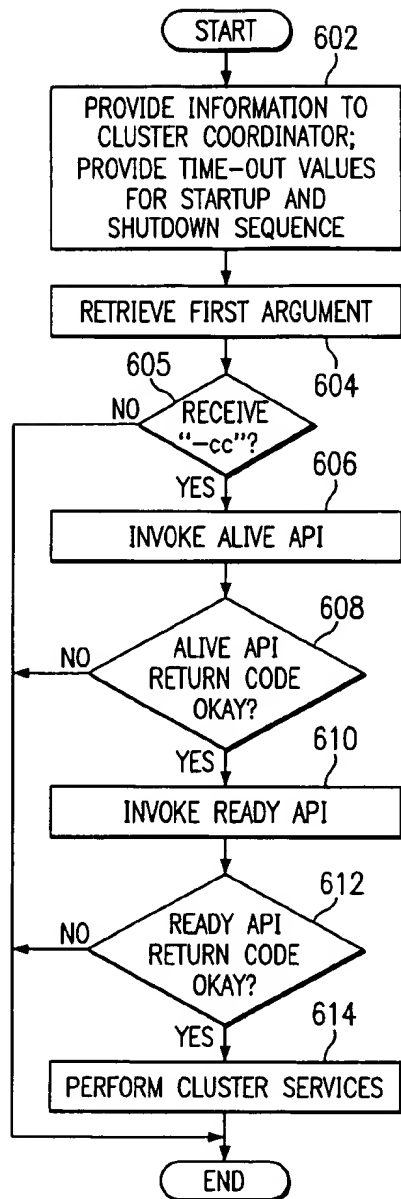 START
602
PROVIDE INFORMATION TO
CLUSTER COORDINATOR;
PROVIDE TIME-OUT VALUES
FOR STARTUP AND
SHUTDOWN SEQUENCE
RETRIEVE FIRST ARGUMENT
604
605
NO
RECEIVE
"-cc"?
YES
606
INVOKE ALIVE API
608
NO
ALIVE API
RETURN CODE
OKAY?
YES
610
INVOKE READY API
612
NO
READY API
RETURN CODE
OKAY?
YES
614
PERFORM CLUSTER SERVICES
END